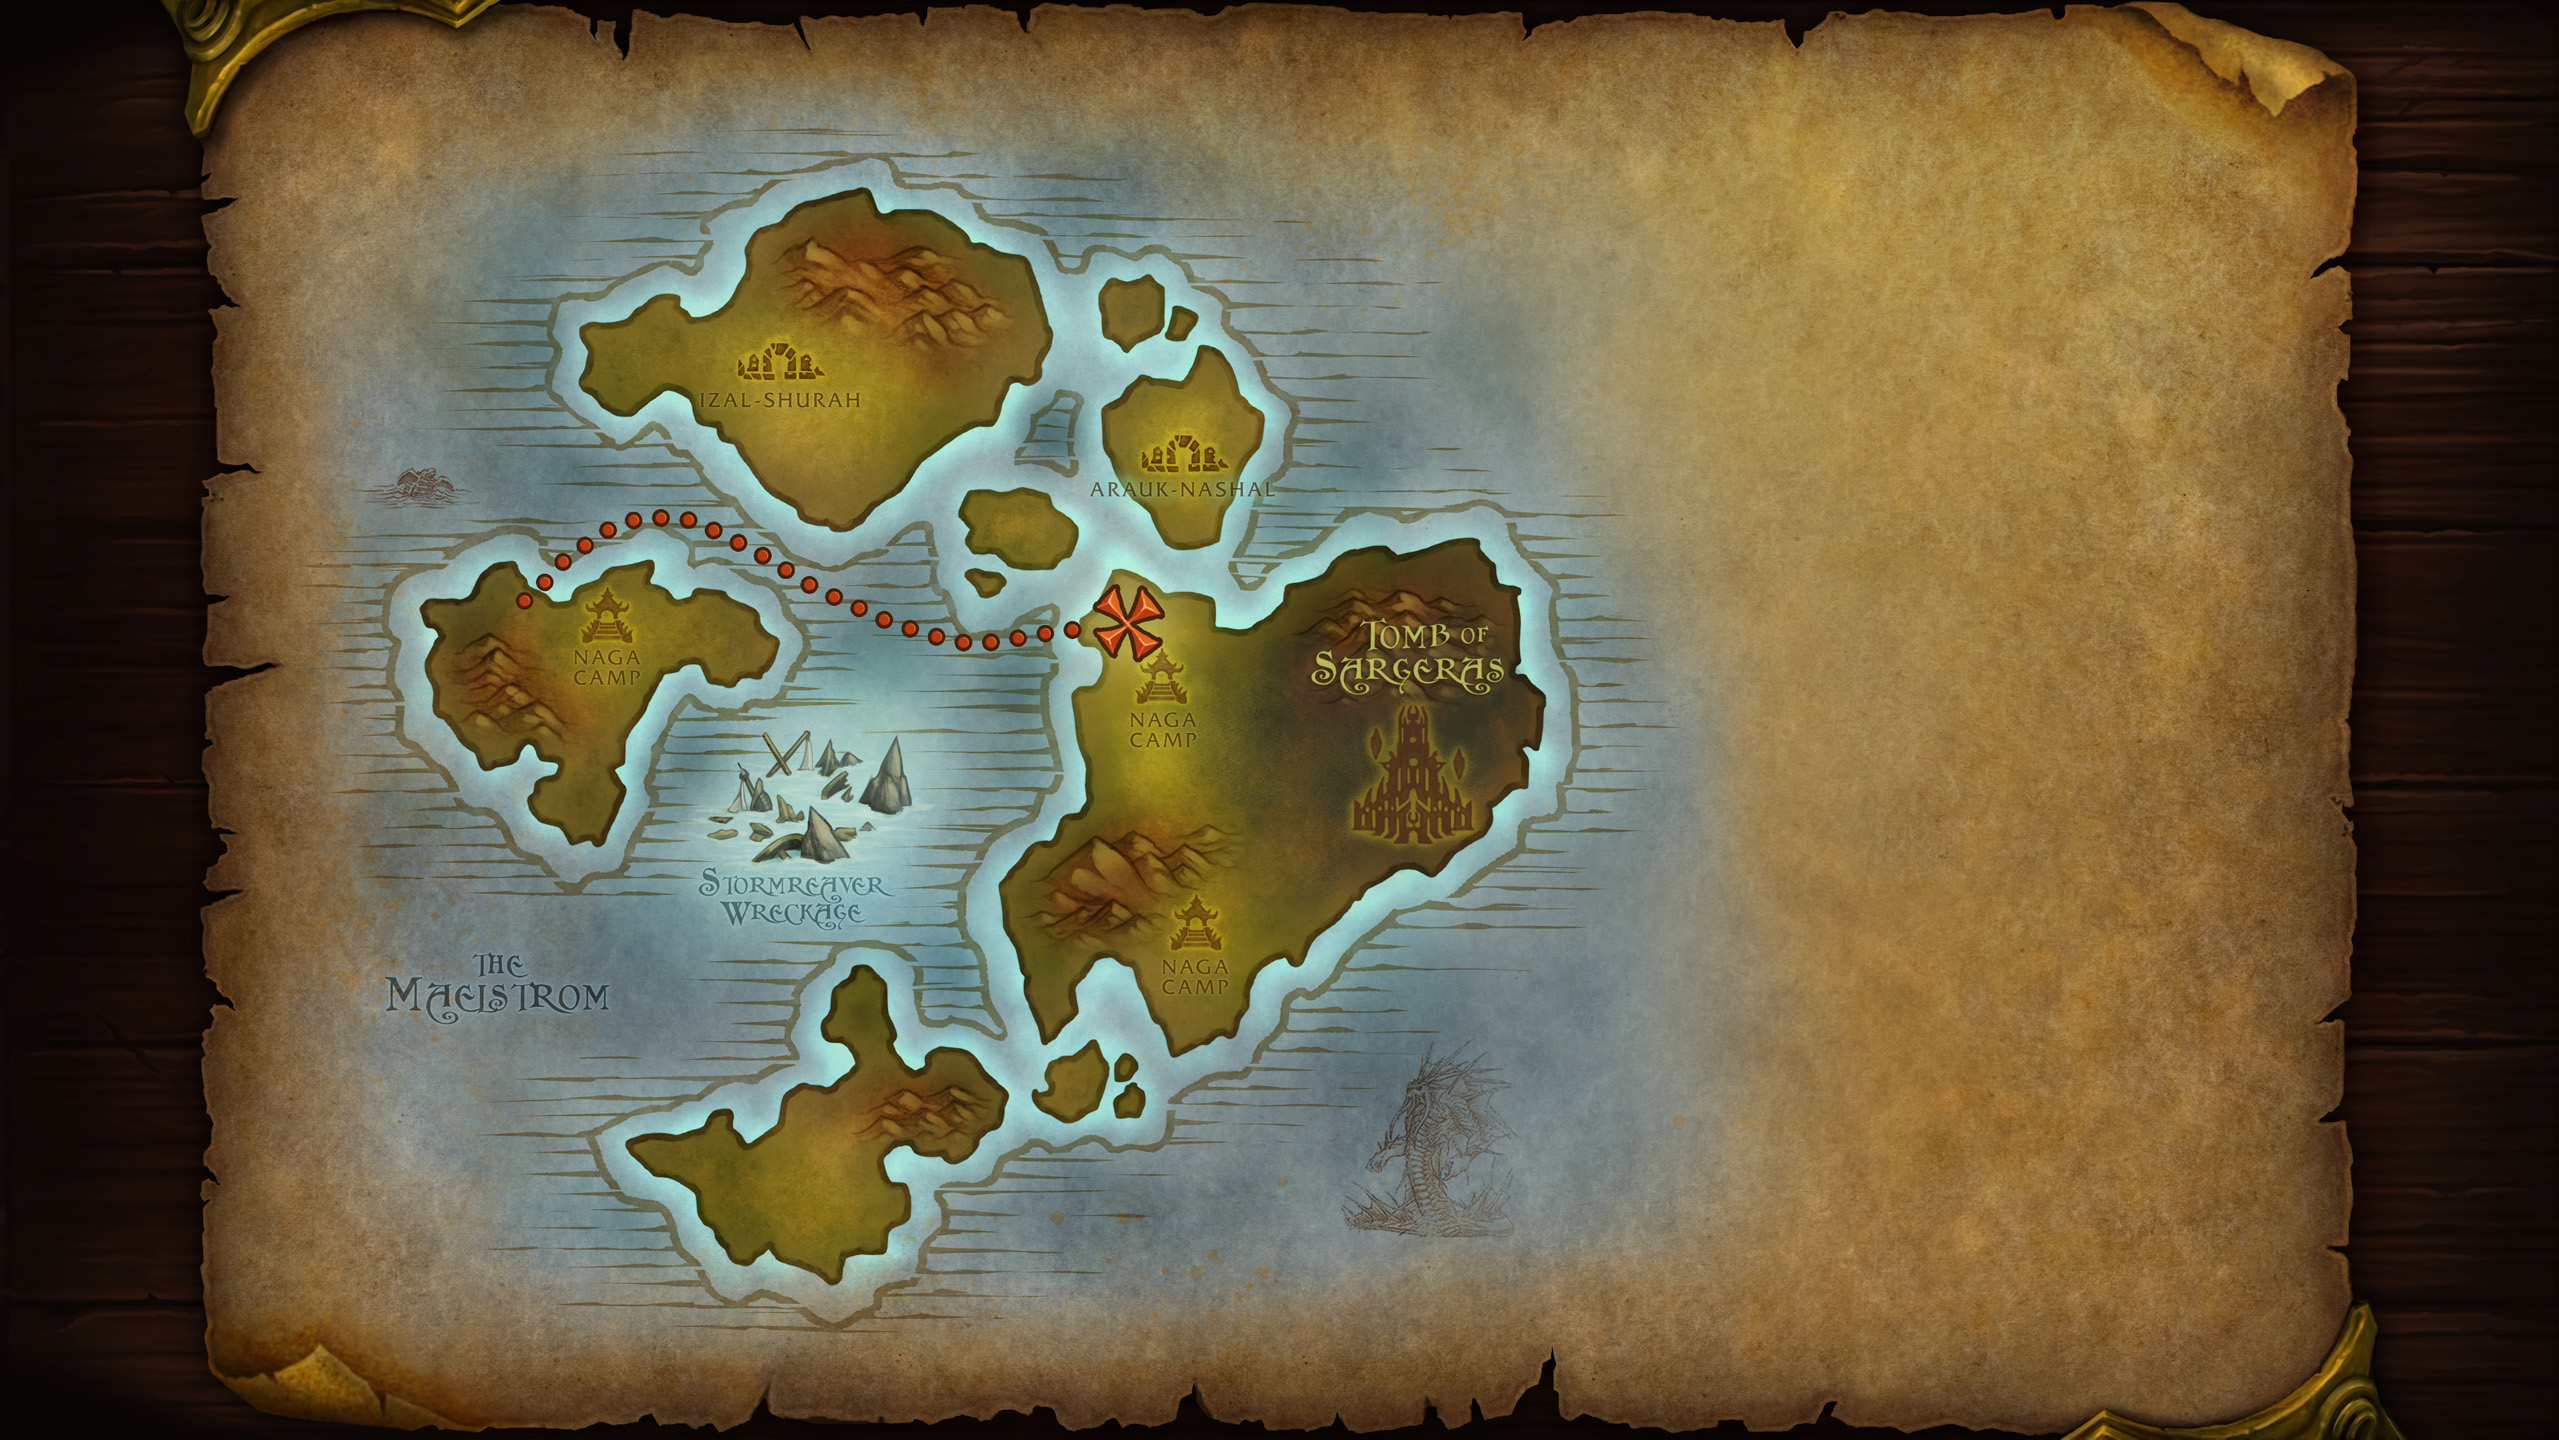 IZAL-SHURAH
ARAUK-NASHAL
NAGA
CAMP
TOMB OF
SARGERAS
NAGA
CAMP
STORMREAVER
WRECKAGE
THE
MAELSTROM
NAGA
CAMP